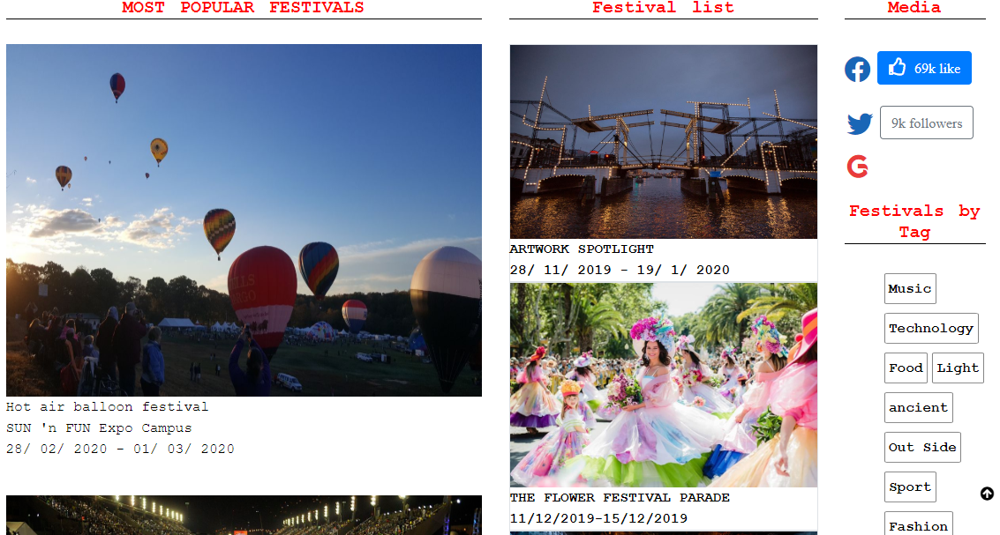 MOST POPULAR FESTIVALS
Hot air balloon festival
SUN 'n FUN Expo Campus
28/ 02/ 2020 - 01/ 03/ 2020
Festival list
ARTWORK SPOTLIGHT
28/ 11/ 2019 - 19/ 1/ 2020
THE FLOWER FESTIVAL PARADE
11/12/2019-15/12/2019
Media
69k like
9k followers
Festivals by
Tag
Music
Technology
Food Light
ancient
Out Side
Sport
Fashion